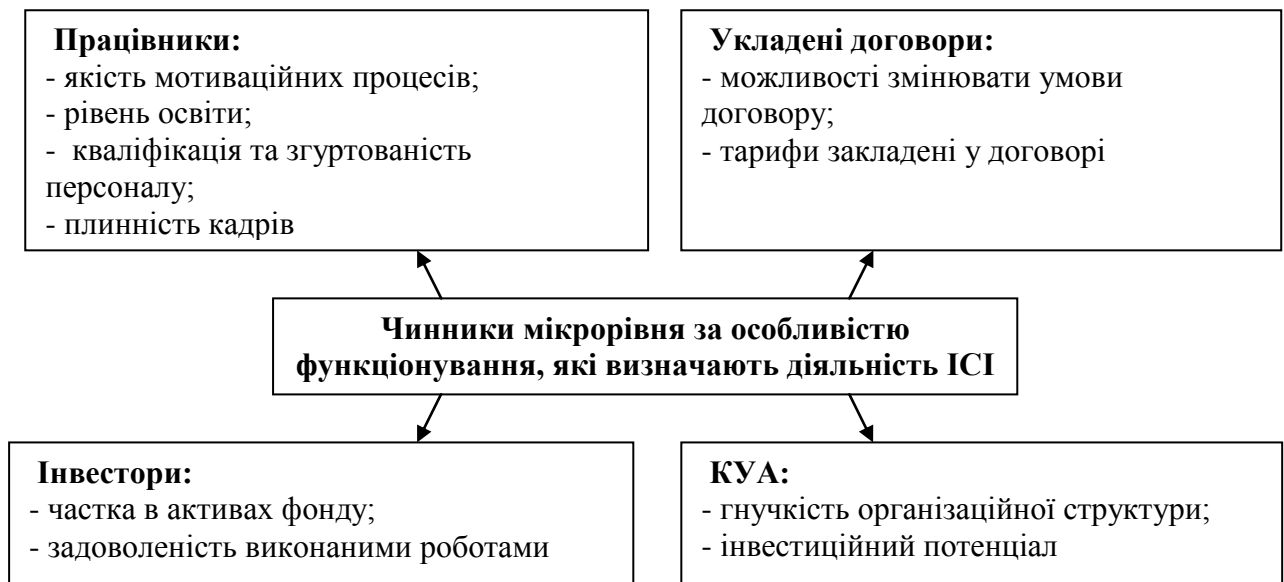 Працівники:
- якість мотиваційних процесів;
- рівень освіти;
- кваліфікація та згуртованість
персоналу;
- плинність кадрів
Укладені договори:
- можливості змінювати умови
договору;
- тарифи закладені у договорі
Чинники мікрорівня за особливістю
функціонування, які визначають діяльність ІСІ
Інвестори:
- частка в активах фонду;
- задоволеність виконаними роботами
КУА:
- гнучкість організаційної структури;
- інвестиційний потенціал